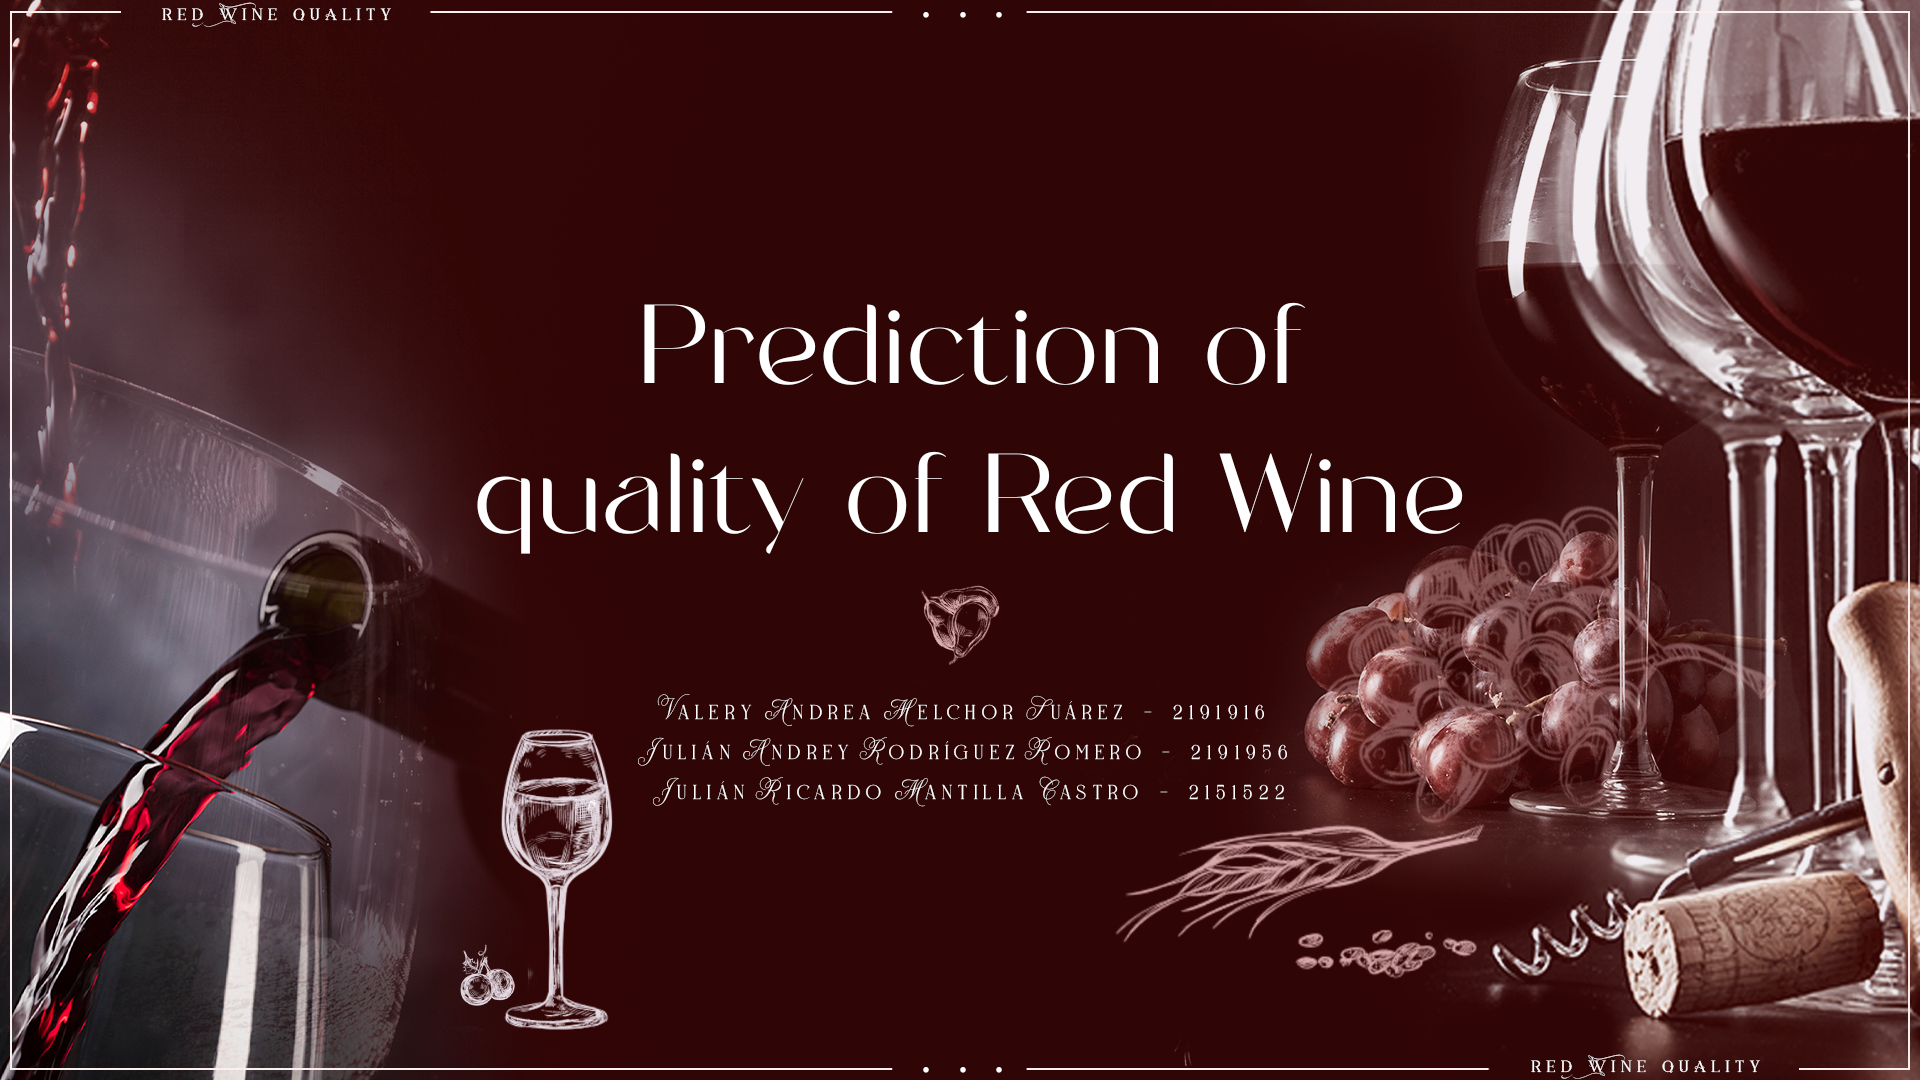 RED WINE QUALITY
Prediction of
quality of Red Wine
VALERY ANDREA MELCHOR SUÁREZ - 2191916
JULIÁN ANDREY RODRÍGUEZ ROMERO - 2191956
JULIÁN RICARDO MANTILLA CASTRO - 2151522
RED WINE QUALITY